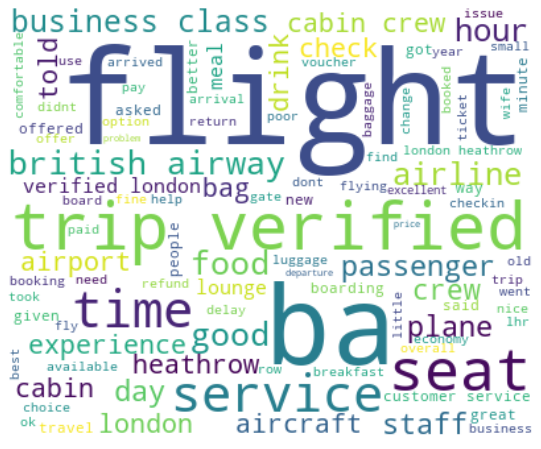 business class
cabin crew
issue
hour
told
flight
drink
check
got
year
small
comfortable
use
arrived
better
meal
voucher
minute
didnt
pay
arrival
asked
baggage
change
booked
ticket
wife
offered
option
return
poor
offer
problem
find
london heathrow
british airway
airline
verified london
bag
dont
flying
excellent
way
board
fine
help
gate
new
checkin
trip verified
paid
people
price
airport
food
luggage
passenger
old
departure
booking
need
refund
lounge
boarding
crew
trip
went
took
time
ba
little
said
nice
given
fly
delay
good
plane
lhr
experience
economy
overall
best
available
heathrow
row
breakfast
seat
cabin
day
service
customer service
choice
great
ok
travel
london
aircraft
staff
business